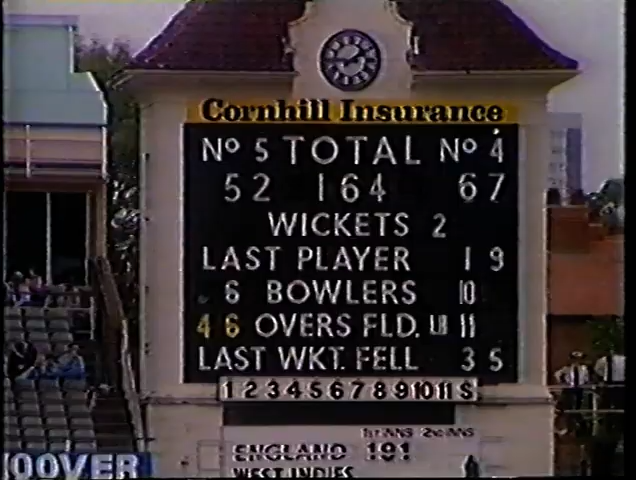 Cornhill Insurance
Nº 5 TOTAL Nº 4
52 164 67
WICKETS 2
LAST PLAYER 19
6 BOWLERS 10
46 OVERS FLD. 11
LAST WKT. FELL 35
1 2 3 4 5 6 7 8 9 10 11 S
1st INNS 2nd INNS
ENGLAND 191
WEST INDIES
OOVER